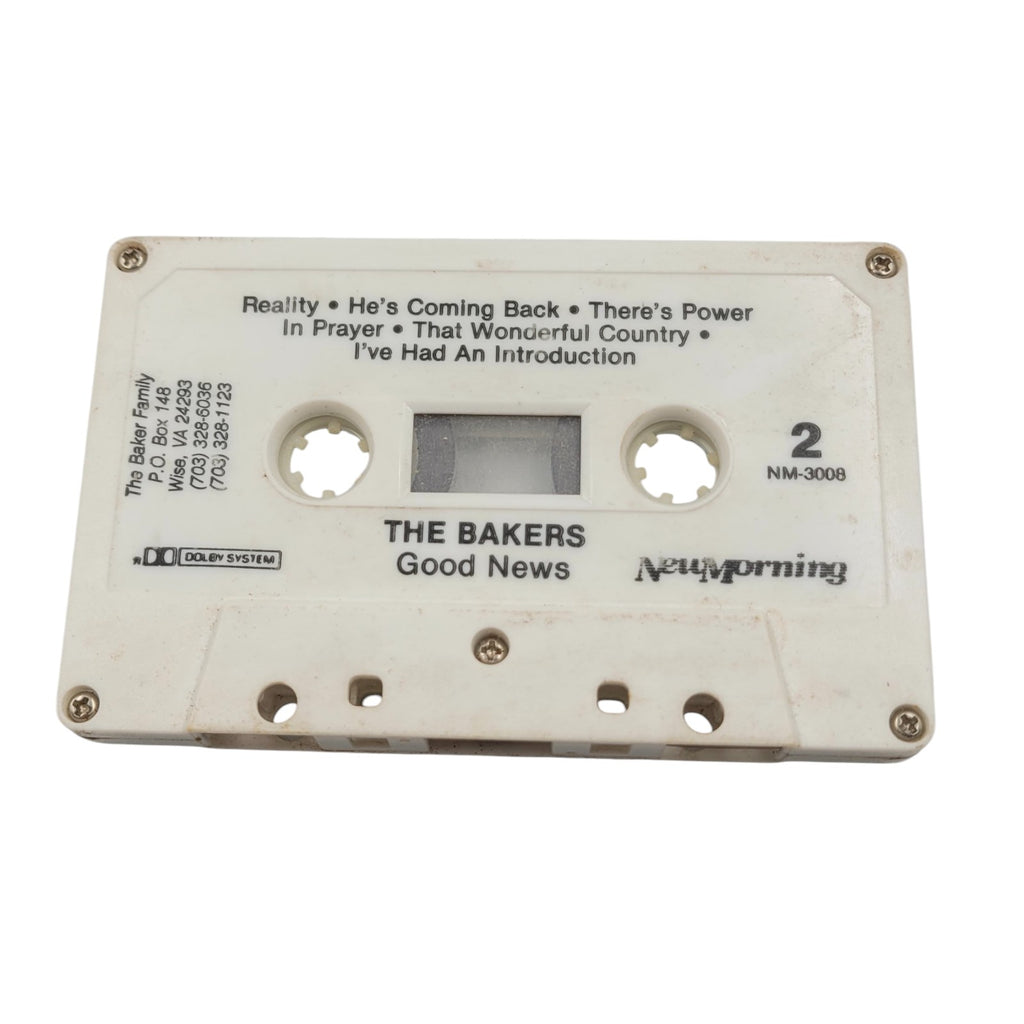 Reality • He's Coming Back • There's Power
In Prayer • That Wonderful Country •
I've Had An Introduction
The Baker Family
P.O. Box 148
Wise, VA 24293
(703) 328-6036
(703) 328-1123
2
NM-3008
THE BAKERS
Good News
DOLBY SYSTEM
NewMorning